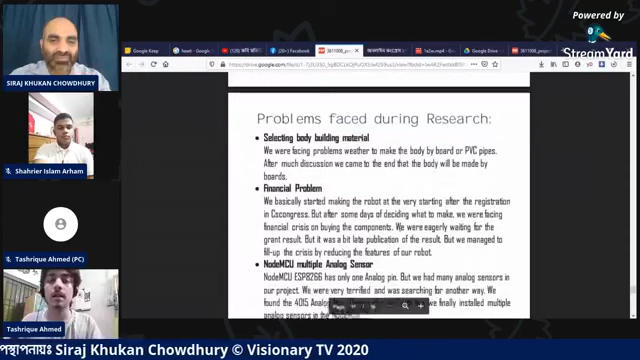 Powered by
StreamYard
Google Keep
(20+) Facebook
Google Drive
SIRAJ KHUKAN CHOWDHURY
Shahrier Islam Arham
Tashrique Ahmed (PC)
Tashrique Ahmed
Problems faced during Research:
Selecting body building material
We were facing problems weather to make the body by board or PVC pipes.
After much discussion we came to the end that the body will be made by
boards.
Financial Problem
We basically started making the robot at the very starting after the registration
in Cscongress. But after some days of deciding what to make, we were facing
financial crisis on buying the components. We were eagerly waiting for the
grant result. But it was a bit late publication of the result. But we managed to
fill-up the crisis by reducing the features of our robot.
NodeMCU multiple Analog Sensor
NodeMCU ESP8266 has only one Analog pin. But we had many analog sensors in
our project. We were very terrified and was searching for another way. We
found the 4015 Analog
we finally installed multiple
analog sensors in the
Page
পস্থাপনায়ঃ Siraj Khukan Chowdhury © Visionary TV 2020